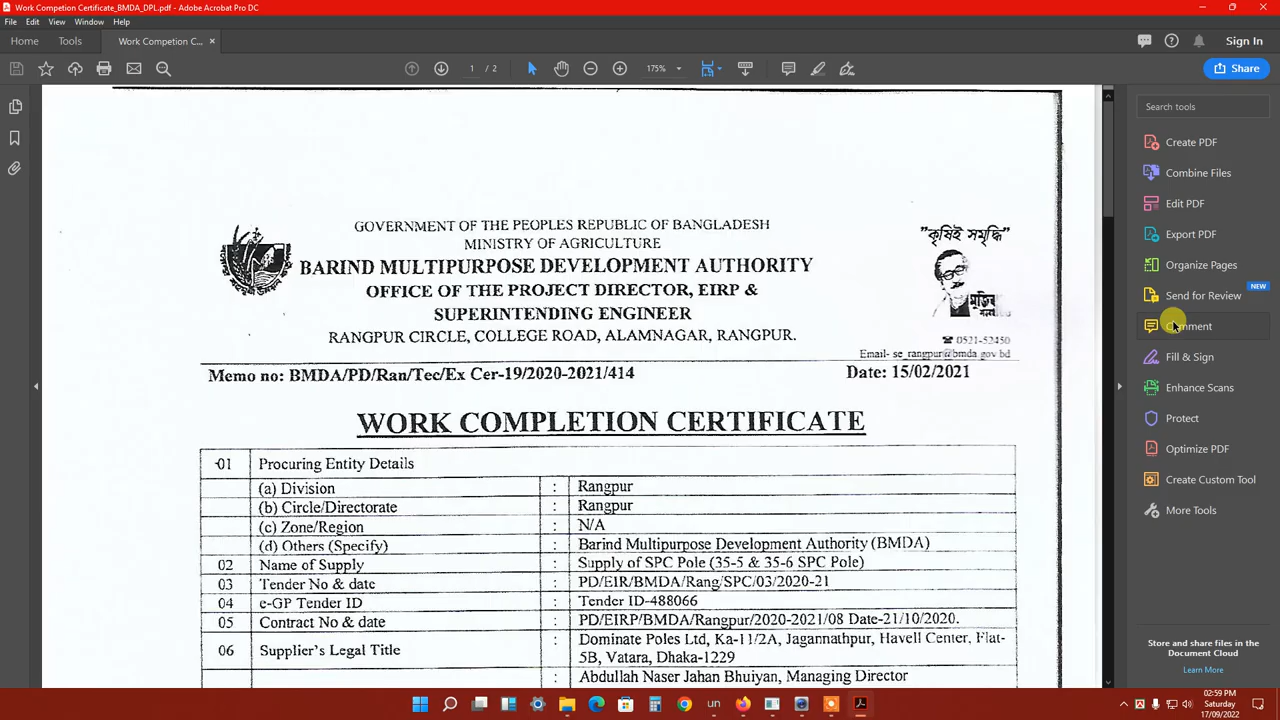 Work Competion Certificate_BMDA_DPL.pdf - Adobe Acrobat Pro DC
File Edit View Window Help
Home Tools Work Competion C... ×
Sign In
1 / 2 175%
Share
Search tools
Create PDF
Combine Files
Edit PDF
Export PDF
Organize Pages
Send for Review NEW
Comment
Fill & Sign
Enhance Scans
Protect
Optimize PDF
Create Custom Tool
More Tools
Store and share files in the
Document Cloud
Learn More
GOVERNMENT OF THE PEOPLES REPUBLIC OF BANGLADESH
MINISTRY OF AGRICULTURE
BARIND MULTIPURPOSE DEVELOPMENT AUTHORITY
OFFICE OF THE PROJECT DIRECTOR, EIRP &
SUPERINTENDING ENGINEER
RANGPUR CIRCLE, COLLEGE ROAD, ALAMNAGAR, RANGPUR.
"কৃষিই সমৃদ্ধি"
☎ 0521-52450
Email- se_rangpur@bmda.gov bd
Memo no: BMDA/PD/Ran/Tec/Ex Cer-19/2020-2021/414 Date: 15/02/2021
WORK COMPLETION CERTIFICATE
01 Procuring Entity Details
(a) Division : Rangpur
(b) Circle/Directorate : Rangpur
(c) Zone/Region : N/A
(d) Others (Specify) : Barind Multipurpose Development Authority (BMDA)
02 Name of Supply : Supply of SPC Pole (35-5 & 35-6 SPC Pole)
03 Tender No & date : PD/EIR/BMDA/Rang/SPC/03/2020-21
04 e-GP Tender ID : Tender ID-488066
05 Contract No & date : PD/EIRP/BMDA/Rangpur/2020-2021/08 Date-21/10/2020.
06 Supplier's Legal Title : Dominate Poles Ltd, Ka-11/2A, Jagannathpur, Havell Center, Flat-
5B, Vatara, Dhaka-1229
: Abdullah Naser Jahan Bhuiyan, Managing Director
un
02:59 PM
Saturday
17/09/2022